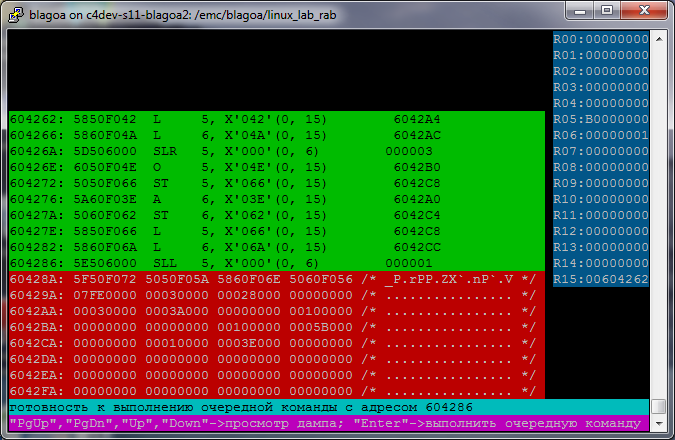 blagoa on c4dev-s11-blagoa2: /emc/blagoa/linux_lab_rab
R00:00000000
R01:00000000
R02:00000000
R03:00000000
R04:00000000
604262: 5850F042 L 5, X'042'(0, 15) 6042A4 R05:B0000000
604266: 5860F04A L 6, X'04A'(0, 15) 6042AC R06:00000001
60426A: 5D506000 SLR 5, X'000'(0, 6) 000003 R07:00000000
60426E: 6050F04E O 5, X'04E'(0, 15) 6042B0 R08:00000000
604272: 5050F066 ST 5, X'066'(0, 15) 6042C8 R09:00000000
604276: 5A60F03E A 6, X'03E'(0, 15) 6042A0 R10:00000000
60427A: 5060F062 ST 6, X'062'(0, 15) 6042C4 R11:00000000
60427E: 5850F066 L 5, X'066'(0, 15) 6042C8 R12:00000000
604282: 5860F06A L 6, X'06A'(0, 15) 6042CC R13:00000000
604286: 5E506000 SLL 5, X'000'(0, 6) 000001 R14:00000000
60428A: 5F50F072 5050F05A 5860F06E 5060F056 /* _P.rPP.ZX`.nP`.V */ R15:00604262
60429A: 07FE0000 00030000 00028000 00000000 /* ................ */
6042AA: 00030000 0003A000 00000000 00100000 /* ................ */
6042BA: 00000000 00000000 00100000 0005B000 /* ................ */
6042CA: 00000000 00010000 0003E000 00000000 /* ................ */
6042DA: 00000000 00000000 00000000 00000000 /* ................ */
6042EA: 00000000 00000000 00000000 00000000 /* ................ */
6042FA: 00000000 00000000 00000000 00000000 /* ................ */
готовность к выполнению очередной команды с адресом 604286
"PgUp","PgDn","Up","Down"->просмотр дампа; "Enter"->выполнить очередную команду